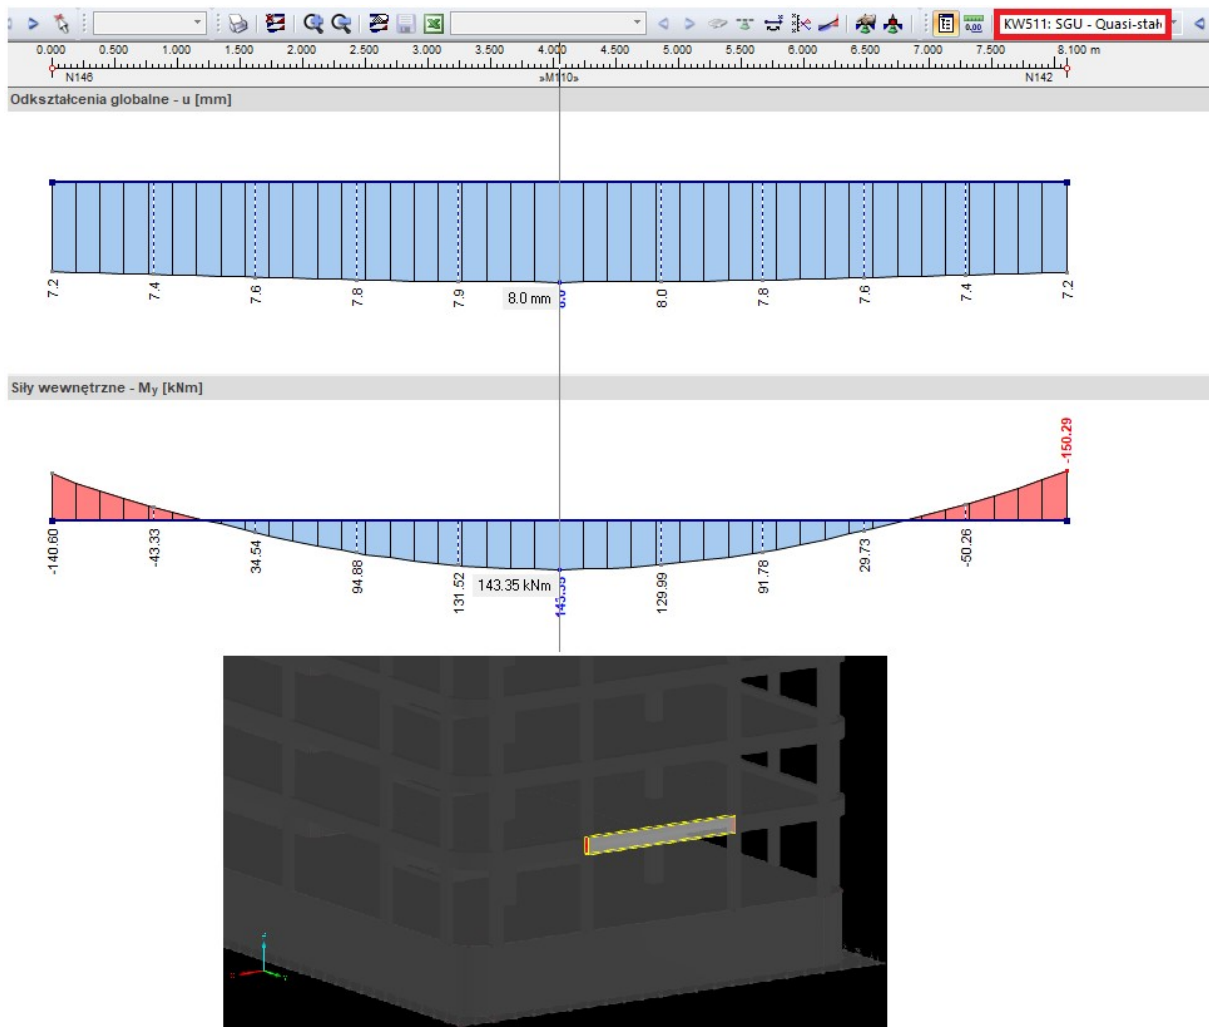 KW511: SGU - Quasi-stał
0.000 0.500 1.000 1.500 2.000 2.500 3.000 3.500 4.000 4.500 5.000 5.500 6.000 6.500 7.000 7.500 8.100 m
N146 »M110» N142
Odkształcenia globalne - u [mm]
7.2 7.4 7.6 7.8 7.9 8.0 8.0 7.8 7.6 7.4 7.2
8.0 mm
Siły wewnętrzne - My [kNm]
-150.29
-140.60 -43.33 34.54 94.88 131.52 143.35 129.99 91.78 29.73 -50.26
143.35 kNm